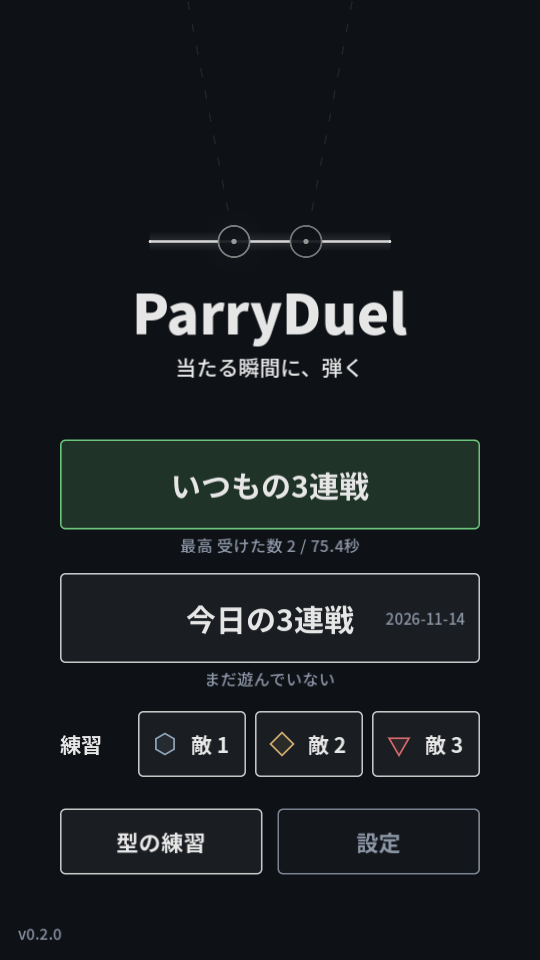 ParryDuel
当たる瞬間に、弾く
いつもの3連戦
最高 受けた数 2 / 75.4秒
今日の3連戦 2026-11-14
まだ遊んでいない
練習 敵 1 敵 2 敵 3
型の練習 設定
v0.2.0